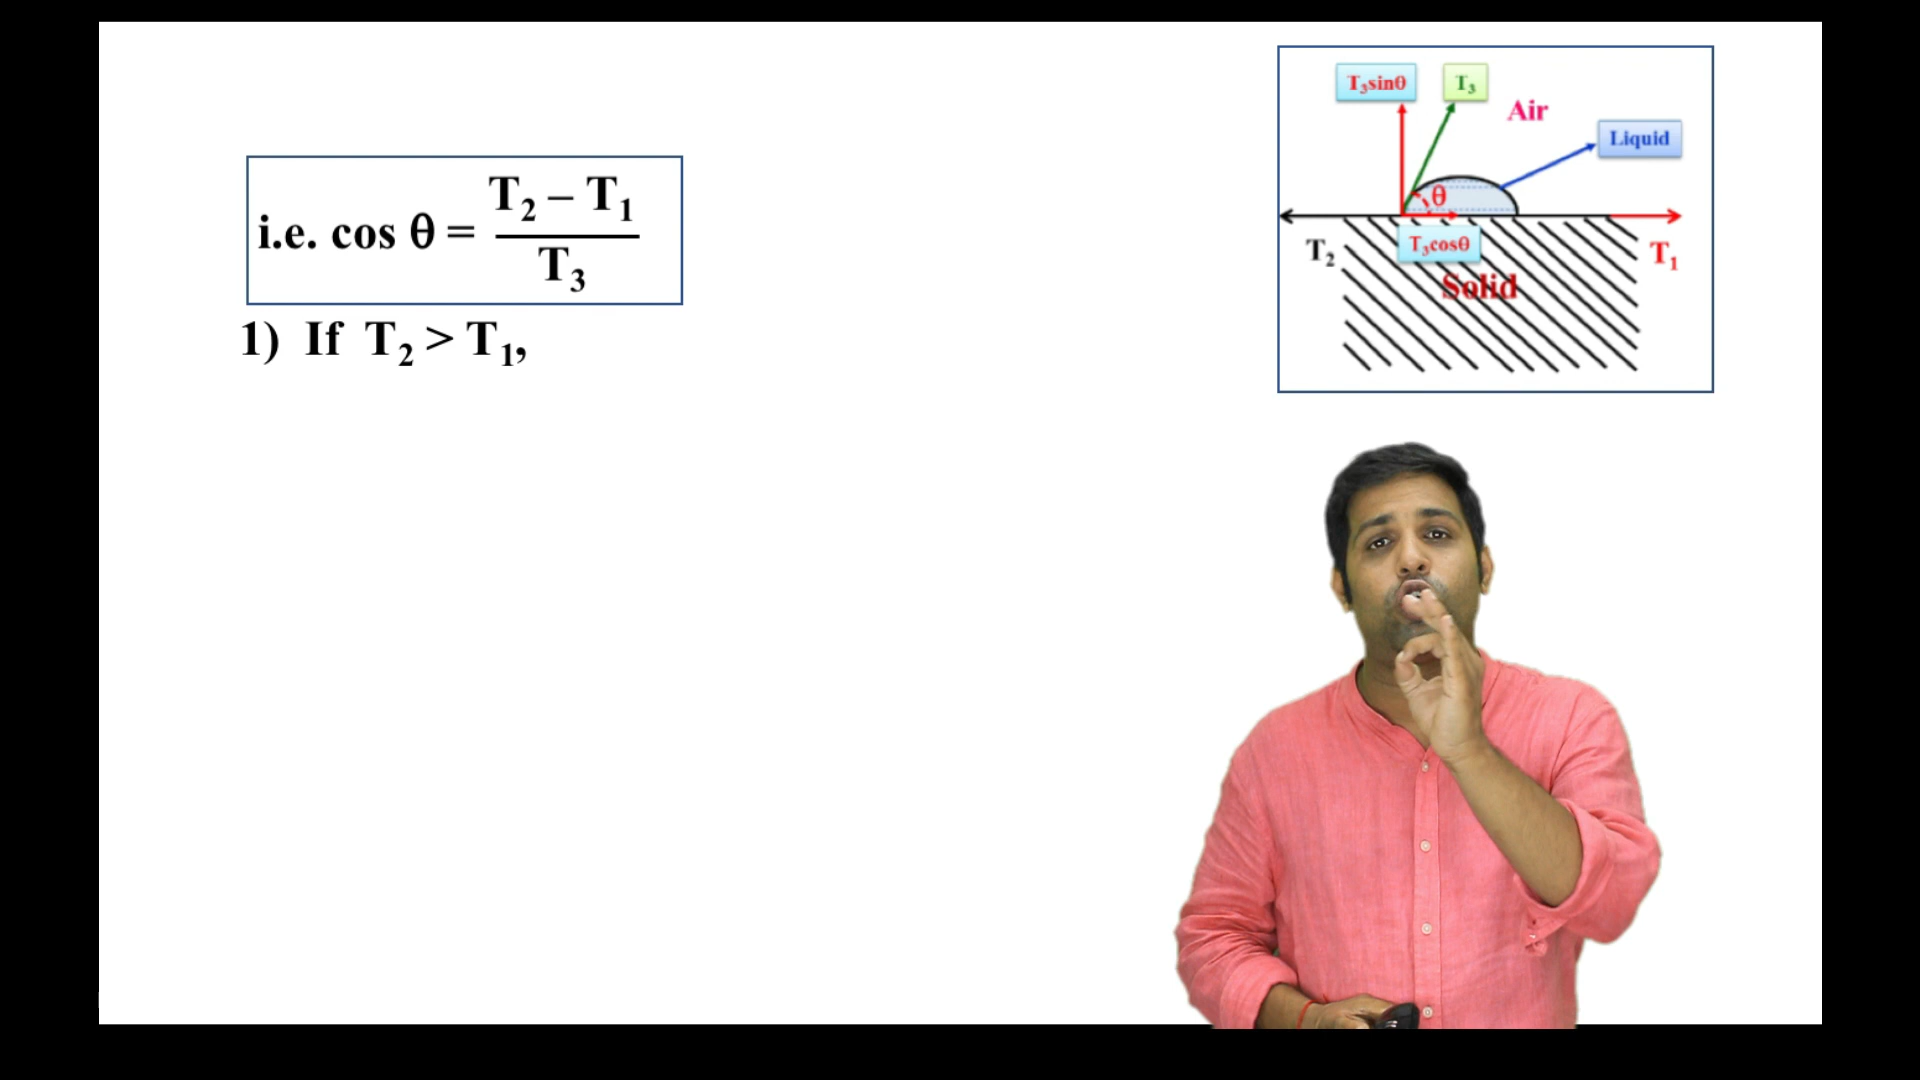 i.e. cos θ = T₂ – T₁ / T₃
1) If T₂ > T₁,
T₃sinθ
T₃
Air
Liquid
θ
T₂
T₃cosθ
T₁
Solid